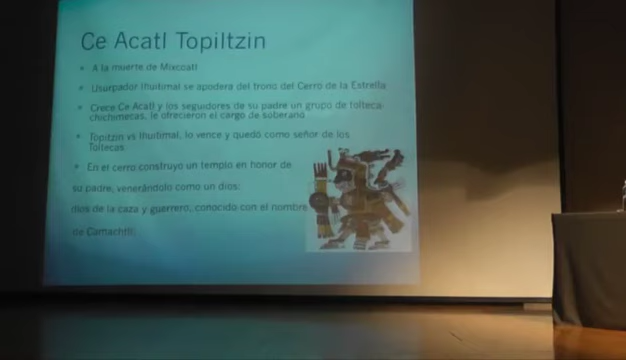 Ce Acatl Topiltzin
A la muerte de Mixcoatl
Usurpador Ihuitimal se apodera del trono del Cerro de la Estrella
Crece Ce Acatl y los seguidores de su padre un grupo de tolteca-
chichimecas, le ofrecieron el cargo de soberano
Topitzin vs Ihuitimal, lo vence y quedó como señor de los
Toltecas.
En el cerro construyo un templo en honor de
su padre, venerándolo como un dios:
dios de la caza y guerrero, conocido con el nombre
de Camachtli.